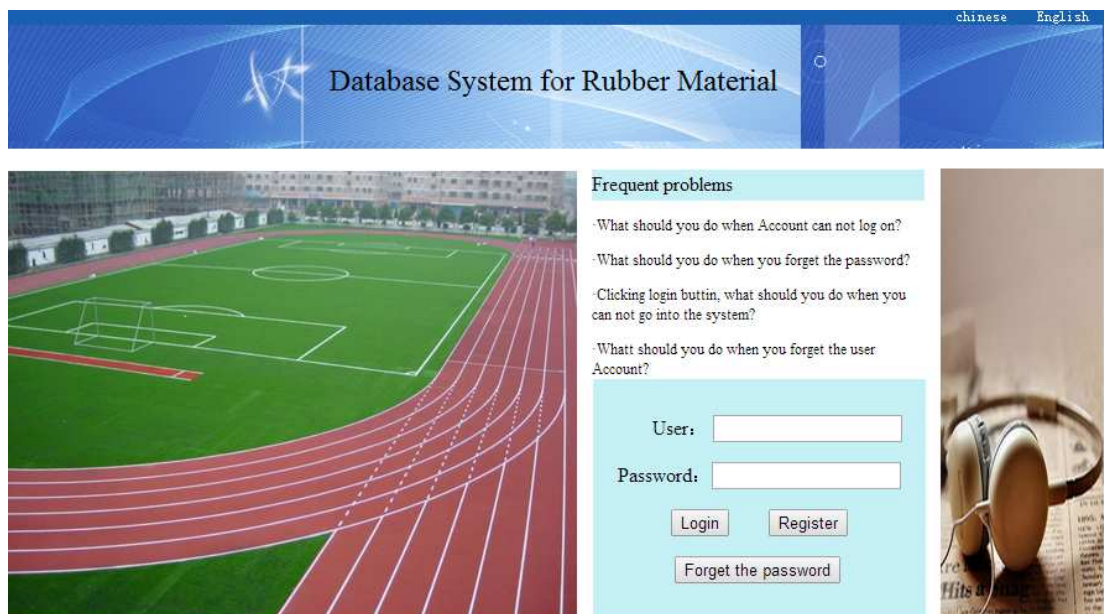 chinese English
Database System for Rubber Material
Frequent problems
·What should you do when Account can not log on?
·What should you do when you forget the password?
·Clicking login buttin, what should you do when you
can not go into the system?
·Whatt should you do when you forget the user
Account?
User：
Password：
Login Register
Forget the password
Hits a